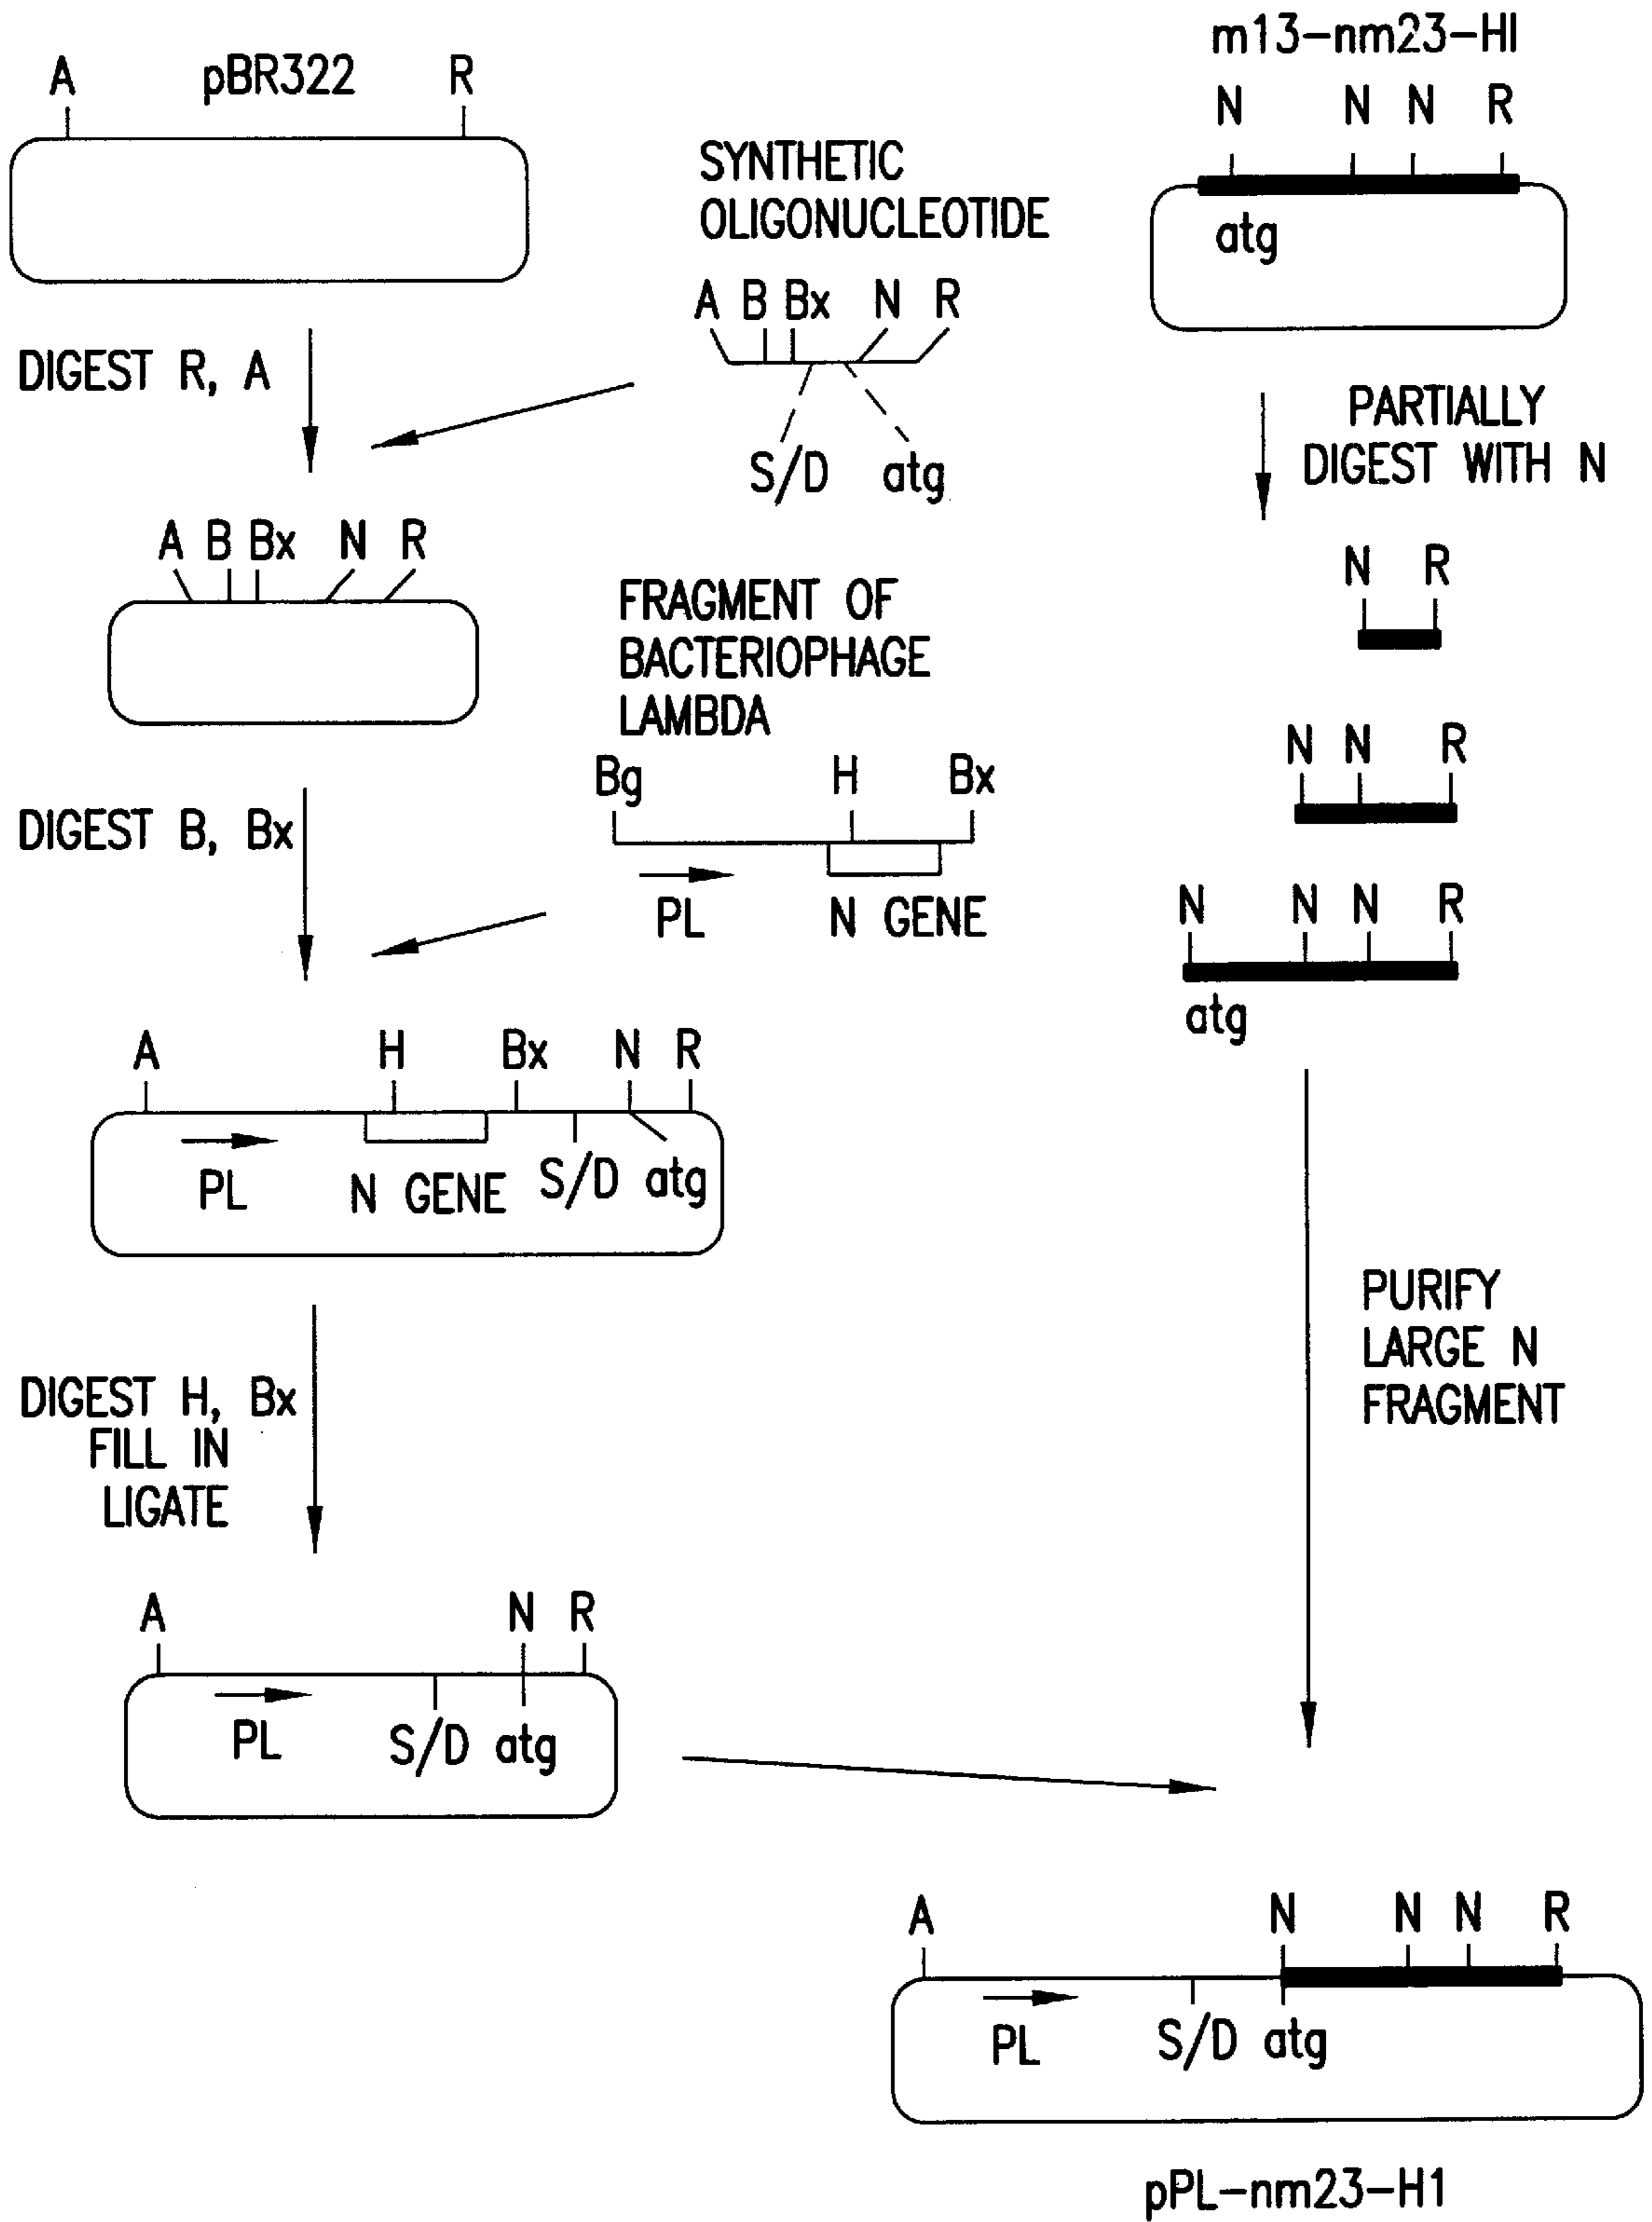 m13-nm23-HI
A pBR322 R
N N N R
SYNTHETIC
OLIGONUCLEOTIDE
atg
A B Bx N R
DIGEST R, A
S/D atg
PARTIALLY
DIGEST WITH N
A B Bx N R
N R
FRAGMENT OF
BACTERIOPHAGE
LAMBDA
N N R
Bg H Bx
DIGEST B, Bx
PL N GENE
N N N R
atg
A H Bx N R
PL N GENE S/D atg
PURIFY
LARGE N
FRAGMENT
DIGEST H, Bx
FILL IN
LIGATE
A N R
PL S/D atg
A N N N R
PL S/D atg
pPL-nm23-H1